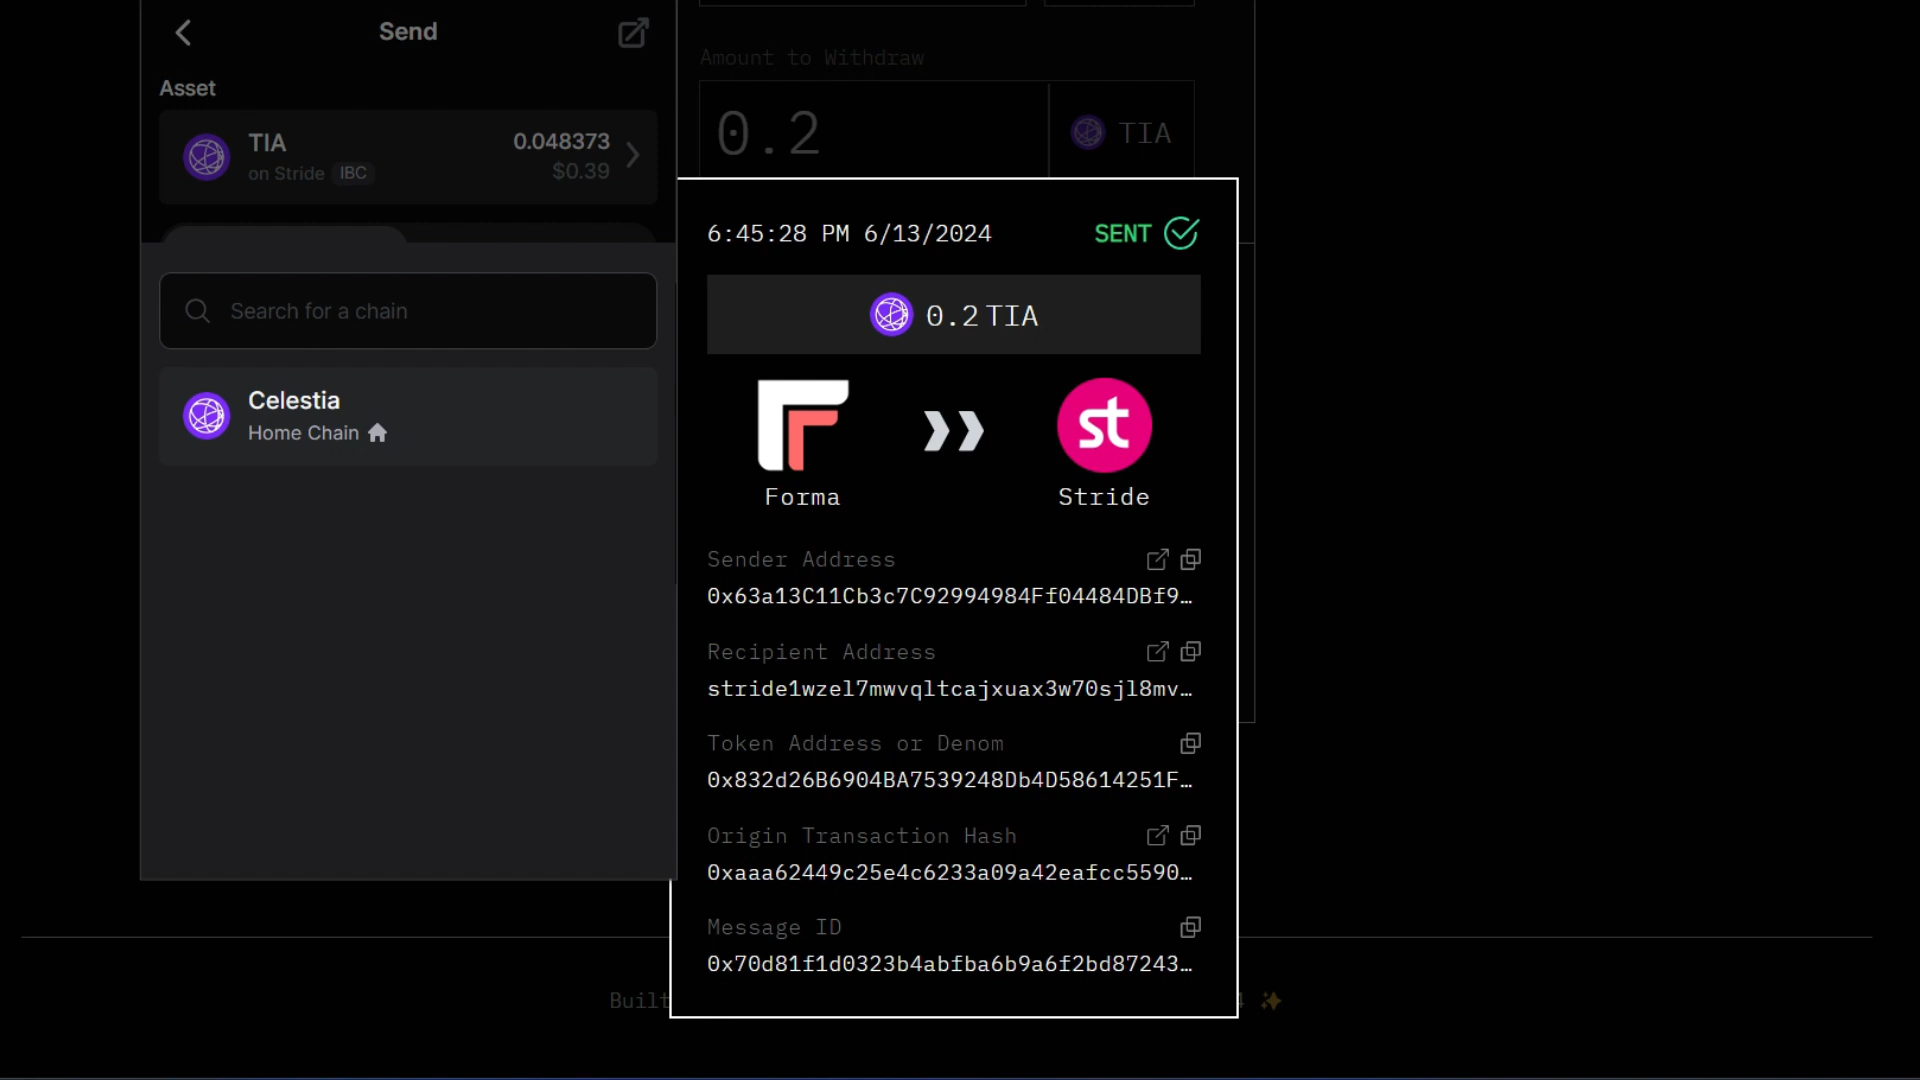 Send
Asset
TIA
0.048373
on Stride IBC
$0.39
Search for a chain
Celestia
Home Chain
Amount to Withdraw
0.2
TIA
6:45:28 PM 6/13/2024
SENT
0.2 TIA
st
Forma
Stride
Sender Address
0x63a13C11Cb3c7C92994984Ff04484DBf9…
Recipient Address
stride1wzel7mwvqltcajxuax3w70sjl8mv…
Token Address or Denom
0x832d26B6904BA7539248Db4D58614251F…
Origin Transaction Hash
0xaaa62449c25e4c6233a09a42eafcc5590…
Message ID
0x70d81f1d0323b4abfba6b9a6f2bd87243…
Built